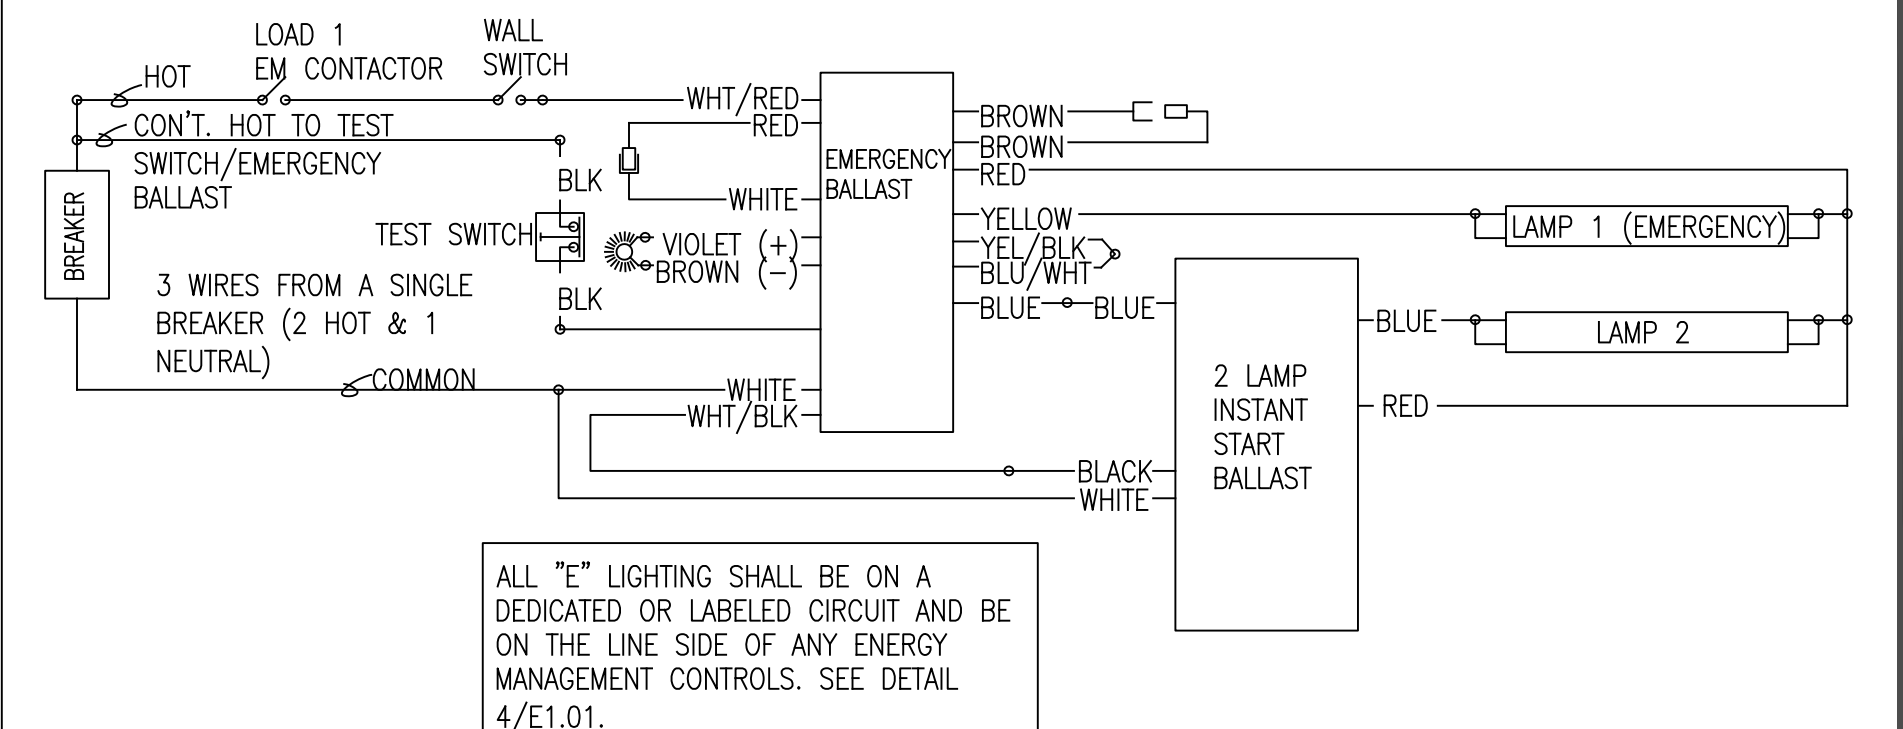 LOAD 1
EM CONTACTOR
WALL
SWITCH
HOT
CON'T. HOT TO TEST
SWITCH/EMERGENCY
BALLAST
BREAKER
3 WIRES FROM A SINGLE
BREAKER (2 HOT & 1
NEUTRAL)
COMMON
BLK
TEST SWITCH
BLK
WHT/RED
RED
WHITE
VIOLET (+)
BROWN (-)
WHITE
WHT/BLK
EMERGENCY
BALLAST
BROWN
BROWN
RED
YELLOW
YEL/BLK
BLU/WHT
BLUE
BLUE
LAMP 1 (EMERGENCY)
BLUE
LAMP 2
RED
2 LAMP
INSTANT
START
BALLAST
BLACK
WHITE
ALL "E" LIGHTING SHALL BE ON A
DEDICATED OR LABELED CIRCUIT AND BE
ON THE LINE SIDE OF ANY ENERGY
MANAGEMENT CONTROLS. SEE DETAIL
4/E1.01.